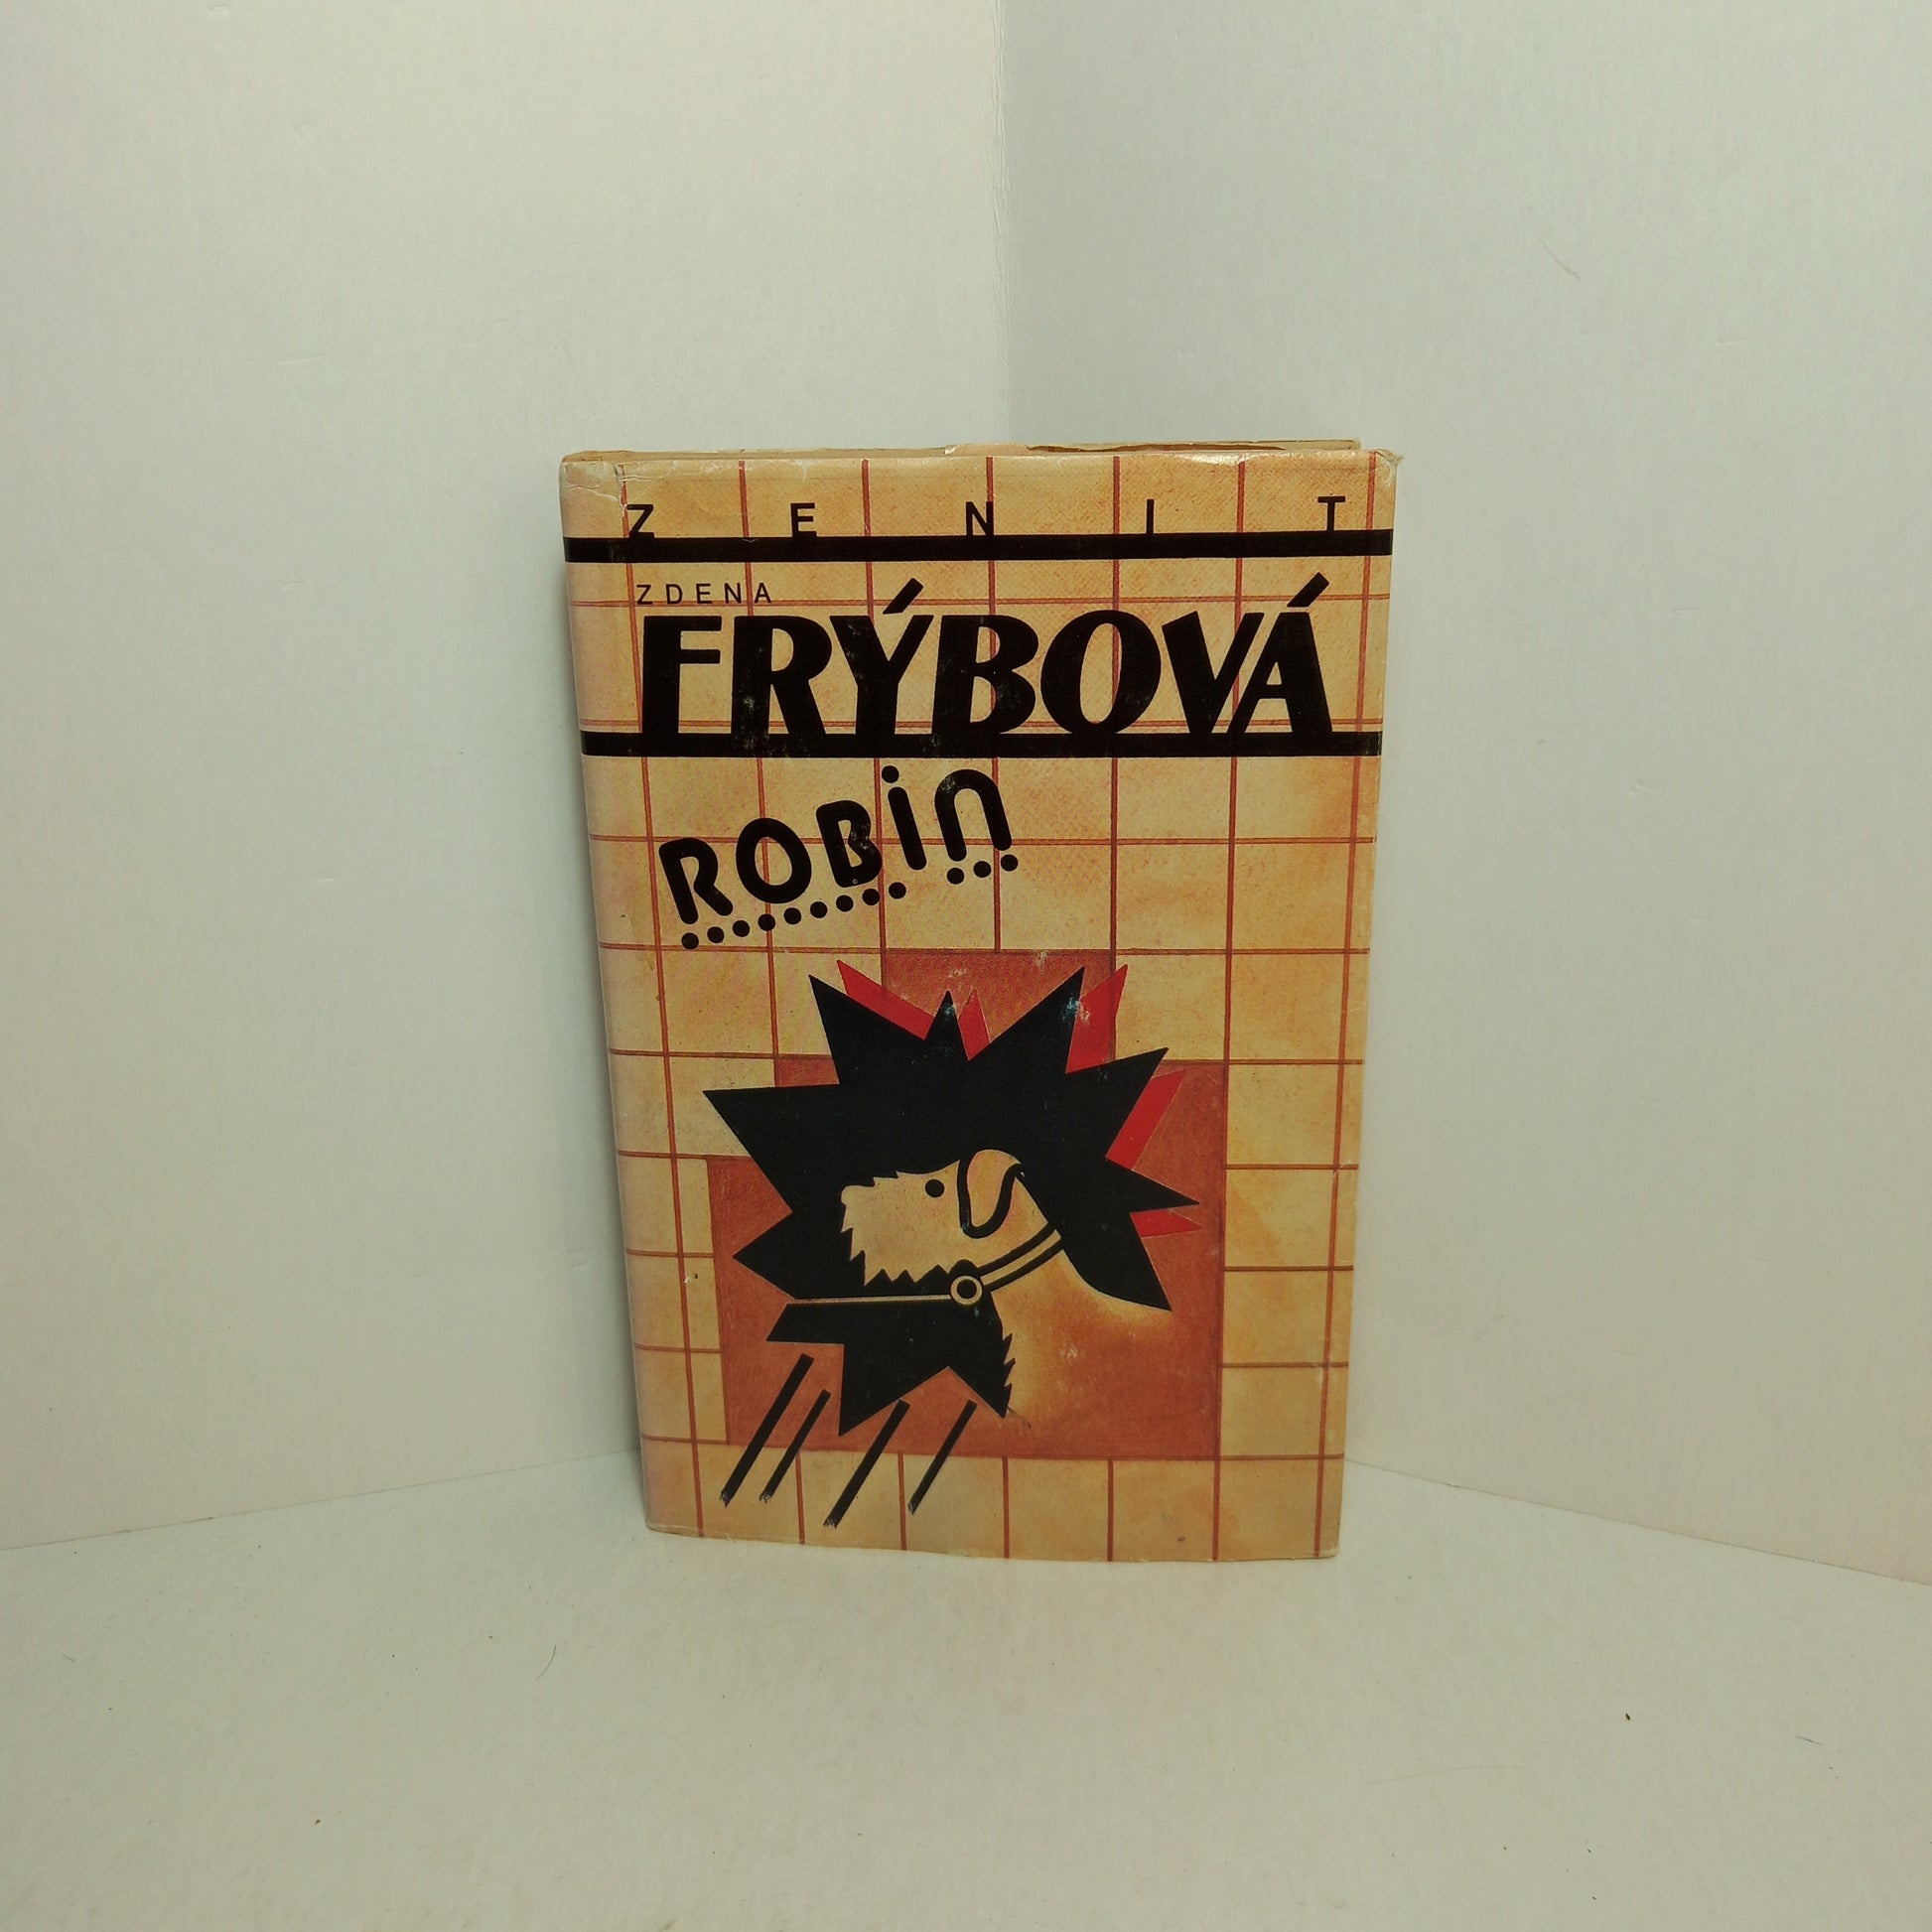 ZENIT
ZDENA
FRÝBOVÁ
ROBiN